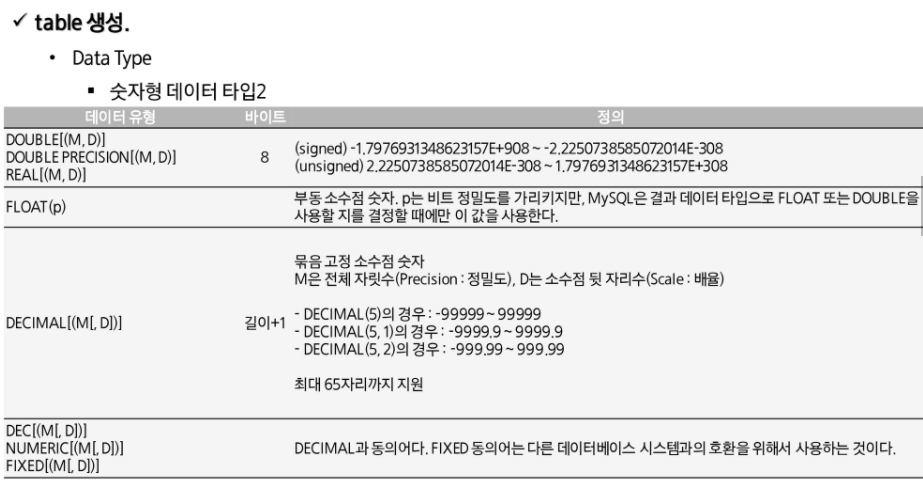 ✓ table 생성.
• Data Type
▪ 숫자형 데이터 타입2
데이터 유형 바이트 정의
DOUBLE[(M, D)]
DOUBLE PRECISION[(M, D)]
REAL[(M, D)]
8
(signed) -1.7976931348623157E+908 ~ -2.2250738585072014E-308
(unsigned) 2.2250738585072014E-308 ~ 1.7976931348623157E+308
FLOAT(p)
부동 소수점 숫자. p는 비트 정밀도를 가리키지만, MySQL은 결과 데이터 타입으로 FLOAT 또는 DOUBLE을
사용할 지를 결정할 때에만 이 값을 사용한다.
DECIMAL[(M[, D])]
길이+1
묶음 고정 소수점 숫자
M은 전체 자릿수(Precision : 정밀도), D는 소수점 뒷 자리수(Scale : 배율)
- DECIMAL(5)의 경우 : -99999 ~ 99999
- DECIMAL(5, 1)의 경우 : -9999.9 ~ 9999.9
- DECIMAL(5, 2)의 경우 : -999.99 ~ 999.99
최대 65자리까지 지원
DEC[(M[, D])]
NUMERIC[(M[, D])]
FIXED[(M[, D])]
DECIMAL과 동의어다. FIXED 동의어는 다른 데이터베이스 시스템과의 호환을 위해서 사용하는 것이다.